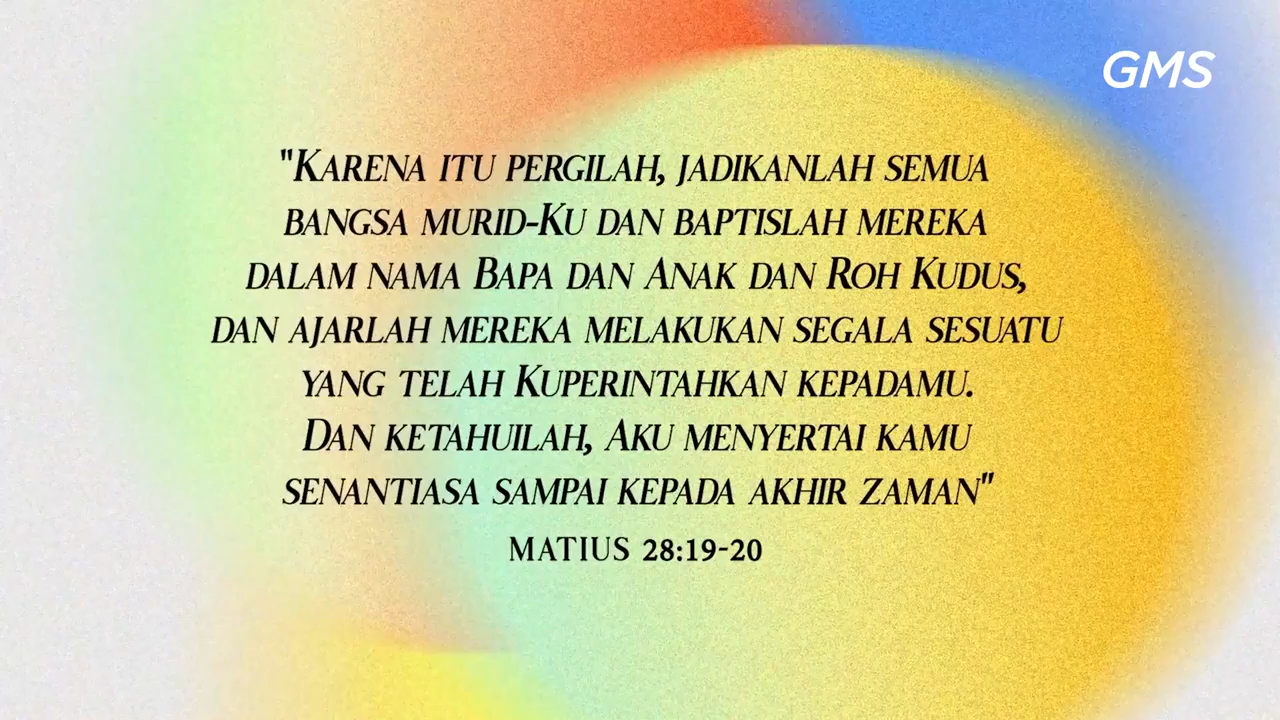 GMS
"Karena itu pergilah, jadikanlah semua
bangsa murid-Ku dan baptislah mereka
dalam nama Bapa dan Anak dan Roh Kudus,
dan ajarlah mereka melakukan segala sesuatu
yang telah Kuperintahkan kepadamu.
Dan ketahuilah, Aku menyertai kamu
senantiasa sampai kepada akhir zaman"
MATIUS 28:19-20